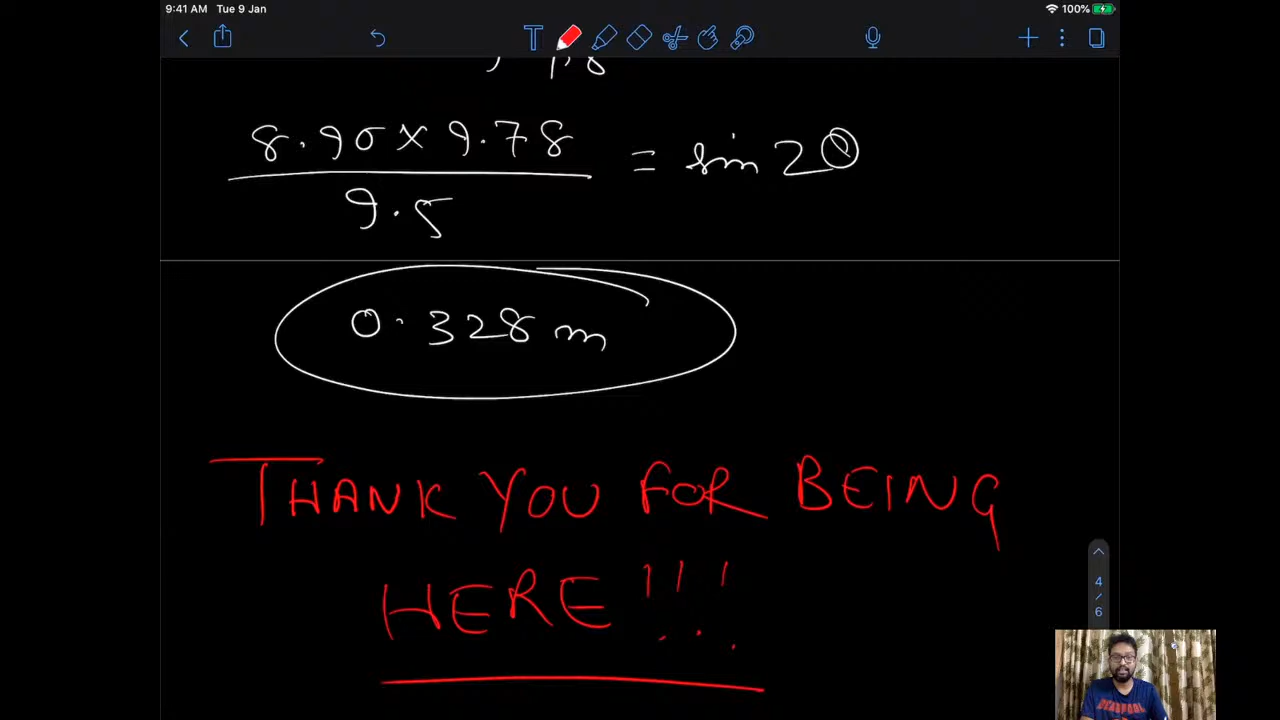 9:41 AM Tue 9 Jan
100%
T
8.90 × 9.78
9.5
= sin 2θ
0.328 m
THANK YOU FOR BEING
HERE !!!
4
/
6
DEADPOOL